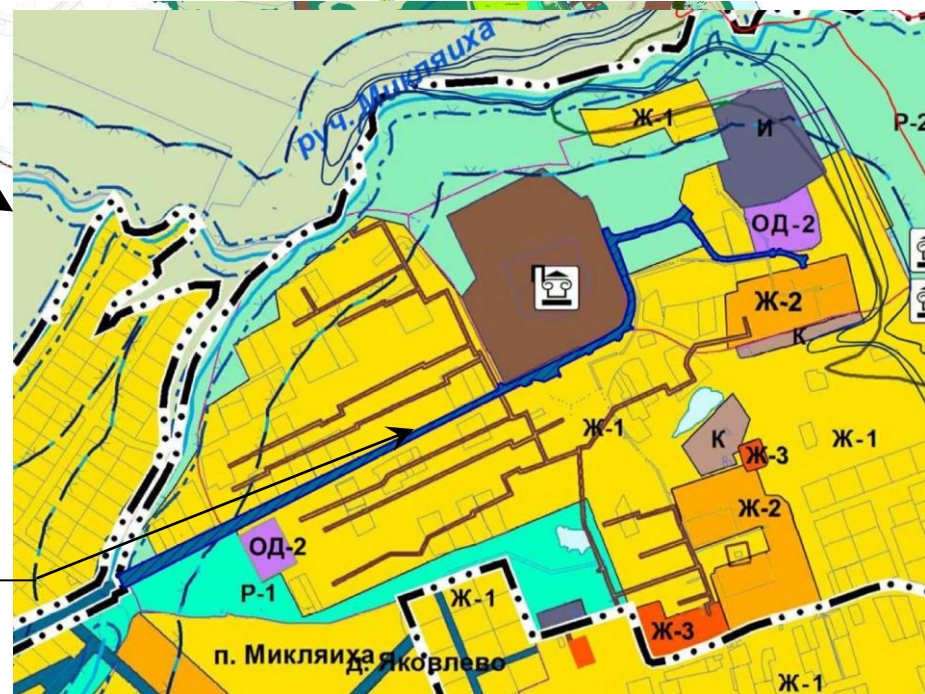 руч. Микляиха
Ж-1
И
Р-2
ОД-2
П
Ж-2
К
Ж-1
К
Ж-3
Ж-1
Ж-2
ОД-2
Р-1
Ж-1
Ж-3
п. Микляиха
д. Яковлево
Ж-1